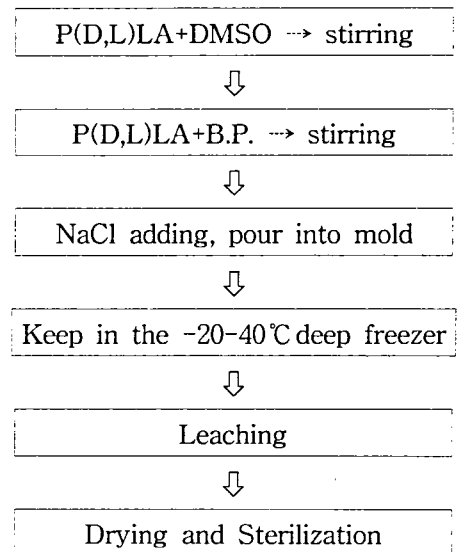 P(D,L)LA+DMSO ⇢ stirring
⇩
P(D,L)LA+B.P. ⇢ stirring
⇩
NaCl adding, pour into mold
⇩
Keep in the -20-40℃ deep freezer
⇩
Leaching
⇩
Drying and Sterilization